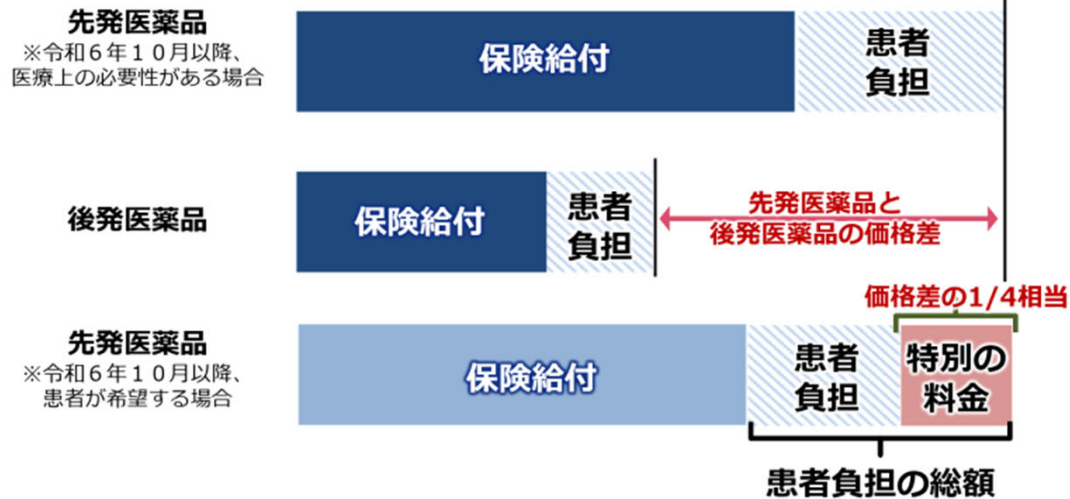 先発医薬品
※令和6年10月以降、
医療上の必要性がある場合
保険給付
患者
負担
後発医薬品
保険給付
患者
負担
先発医薬品と
後発医薬品の価格差
価格差の1/4相当
先発医薬品
※令和6年10月以降、
患者が希望する場合
保険給付
患者
負担
特別の
料金
患者負担の総額